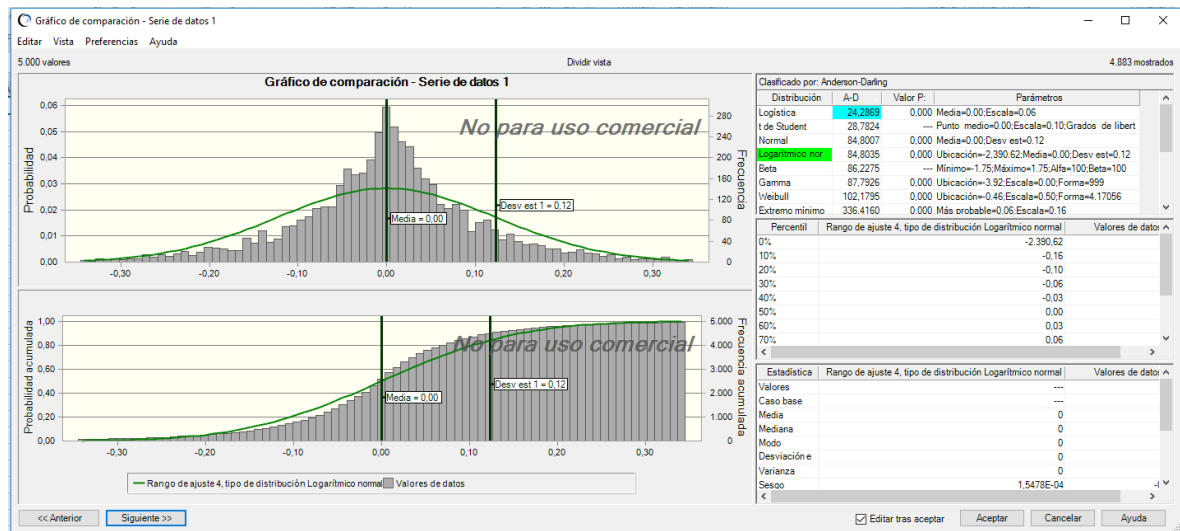 Gráfico de comparación - Serie de datos 1
Editar Vista Preferencias Ayuda
5.000 valores Dividir vista 4.883 mostrados
Gráfico de comparación - Serie de datos 1
No para uso comercial
Probabilidad
0,06
0,05
0,04
0,03
0,02
0,01
0,00
Frecuencia
280
240
200
160
120
80
40
0
Media = 0,00
Desv est 1 = 0,12
-0,30 -0,20 -0,10 0,00 0,10 0,20 0,30
No para uso comercial
Probabilidad acumulada
1,00
0,80
0,60
0,40
0,20
0,00
Frecuencia acumulada
5.000
4.000
3.000
2.000
1.000
0
Media = 0,00
Desv est 1 = 0,12
-0,30 -0,20 -0,10 0,00 0,10 0,20 0,30
Rango de ajuste 4, tipo de distribución Logarítmico normal Valores de datos
Clasificado por: Anderson-Darling
Distribución A-D Valor P: Parámetros
Logística 24,2869 0,000 Media=0.00;Escala=0.06
t de Student 28,7824 --- Punto medio=0.00;Escala=0.10;Grados de libert
Normal 84,8007 0,000 Media=0.00;Desv est=0.12
Logarítmico nor 84,8035 0,000 Ubicación=-2,390.62;Media=0.00;Desv est=0.12
Beta 86,2275 --- Mínimo=-1.75;Máximo=1.75;Alfa=100;Beta=100
Gamma 87,7926 0,000 Ubicación=-3.92;Escala=0.00;Forma=999
Weibull 102,1795 0,000 Ubicación=-0.46;Escala=0.50;Forma=4.17056
Extremo mínimo 336.4160 0.000 Más probable=0.06;Escala=0.16
Percentil Rango de ajuste 4, tipo de distribución Logarítmico normal Valores de datos
0% -2.390,62
10% -0,16
20% -0,10
30% -0,06
40% -0,03
50% 0,00
60% 0,03
70% 0,06
Estadística Rango de ajuste 4, tipo de distribución Logarítmico normal Valores de datos
Valores ---
Caso base ---
Media 0
Mediana 0
Modo 0
Desviación e 0
Varianza 0
Sesgo 1,5478E-04
<< Anterior Siguiente >> Editar tras aceptar Aceptar Cancelar Ayuda